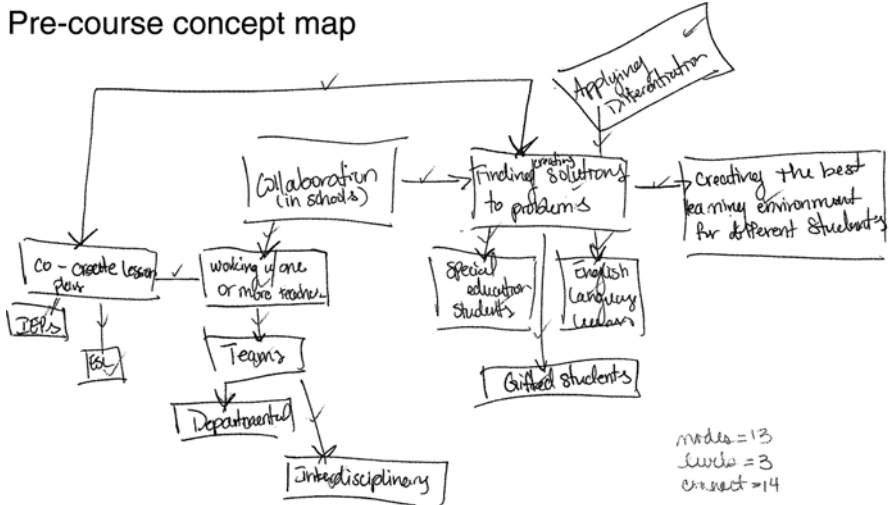 Pre-course concept map
Applying
Differentiation
Collaboration
(in schools)
creating
Finding solutions
to problems
Creating the best
learning environment
for different students
co-create lesson
plans
working w one
or more teachers
Special
education
students
English
Language
Learners
IEPs
ESL
Teams
Gifted students
Departmental
Interdisciplinary
nodes = 13
levels = 3
connect = 14